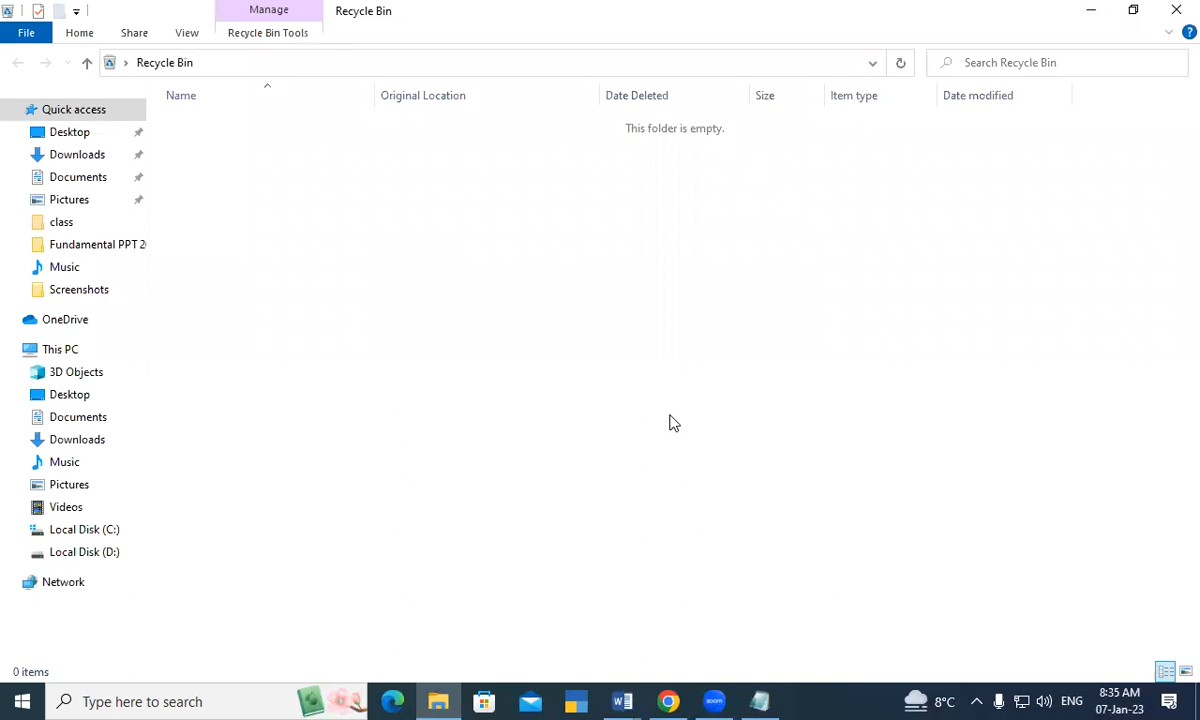 Manage
Recycle Bin
File
Home
Share
View
Recycle Bin Tools
Recycle Bin
Search Recycle Bin
Name
Original Location
Date Deleted
Size
Item type
Date modified
This folder is empty.
Quick access
Desktop
Downloads
Documents
Pictures
class
Fundamental PPT 20
Music
Screenshots
OneDrive
This PC
3D Objects
Desktop
Documents
Downloads
Music
Pictures
Videos
Local Disk (C:)
Local Disk (D:)
Network
0 items
Type here to search
zoom
8°C
ENG
8:35 AM
07-Jan-23